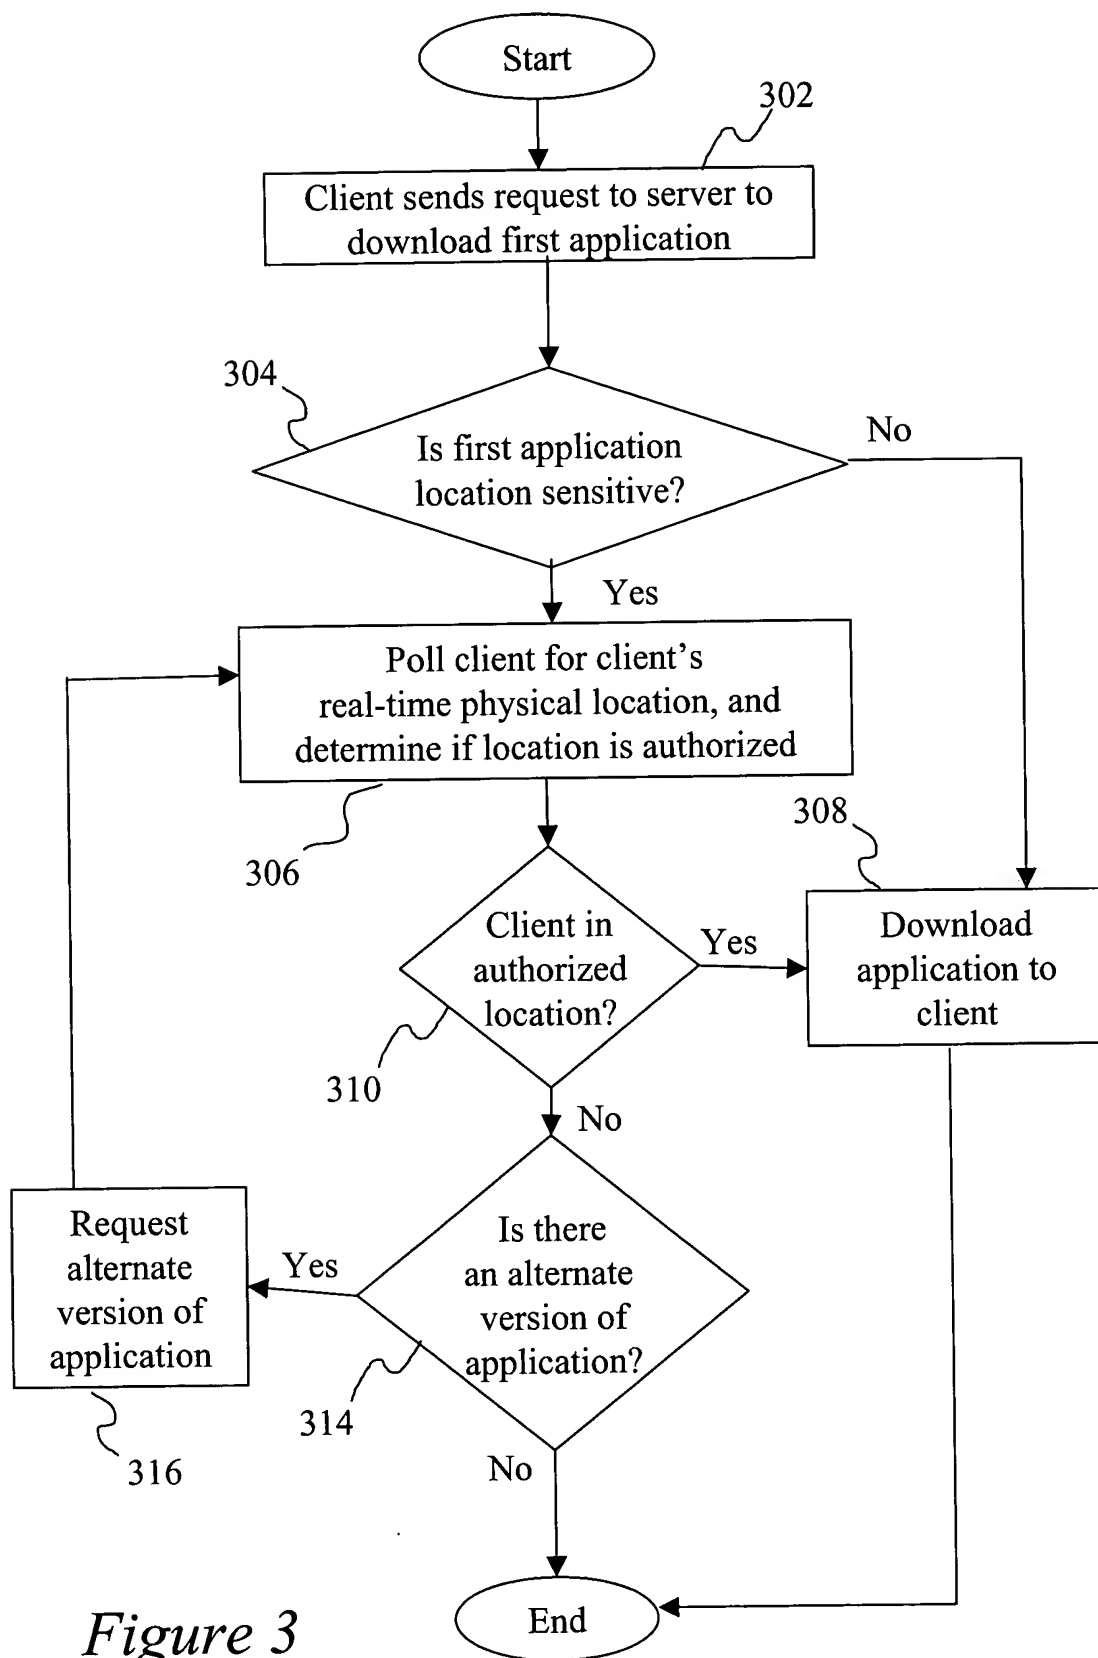 Start
302
Client sends request to server to
download first application
304
Is first application
location sensitive?
No
Yes
Poll client for client's
real-time physical location, and
determine if location is authorized
306
308
Client in
authorized
location?
Yes
Download
application to
client
310
No
Request
alternate
version of
application
Yes
Is there
an alternate
version of
application?
314
316
No
End
Figure 3